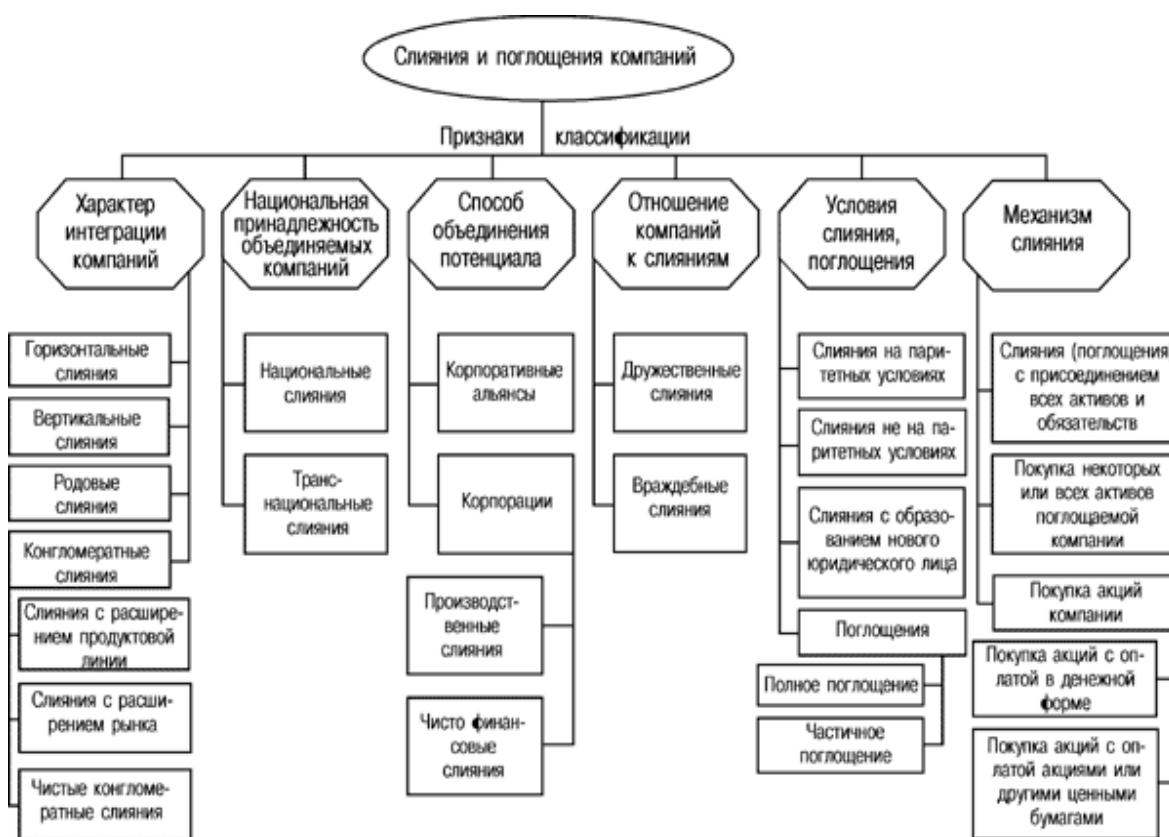 Слияния и поглощения компаний
Признаки классификации
Характер
интеграции
компаний
Национальная
принадлежность
объединяемых
компаний
Способ
объединения
потенциала
Отношение
компаний
к слияниям
Условия
слияния,
поглощения
Механизм
слияния
Горизонтальные
слияния
Вертикальные
слияния
Родовые
слияния
Конгломератные
слияния
Слияния с расшире-
нием продуктовой
линии
Слияния с расши-
рением рынка
Чистые конгломе-
ратные слияния
Национальные
слияния
Транс-
национальные
слияния
Корпоративные
альянсы
Корпорации
Производст-
венные
слияния
Чисто финан-
совые
слияния
Дружественные
слияния
Враждебные
слияния
Слияния на пари-
тетных условиях
Слияния не на па-
ритетных условиях
Слияния с образо-
ванием нового
юридического лица
Поглощения
Полное поглощение
Частичное
поглощение
Слияния (поглощения
с присоединением
всех активов и
обязательств
Покупка некоторых
или всех активов
поглощаемой
компании
Покупка акций
компании
Покупка акций с оп-
латой в денежной
форме
Покупка акций с оп-
латой акциями или
другими ценными
бумагами